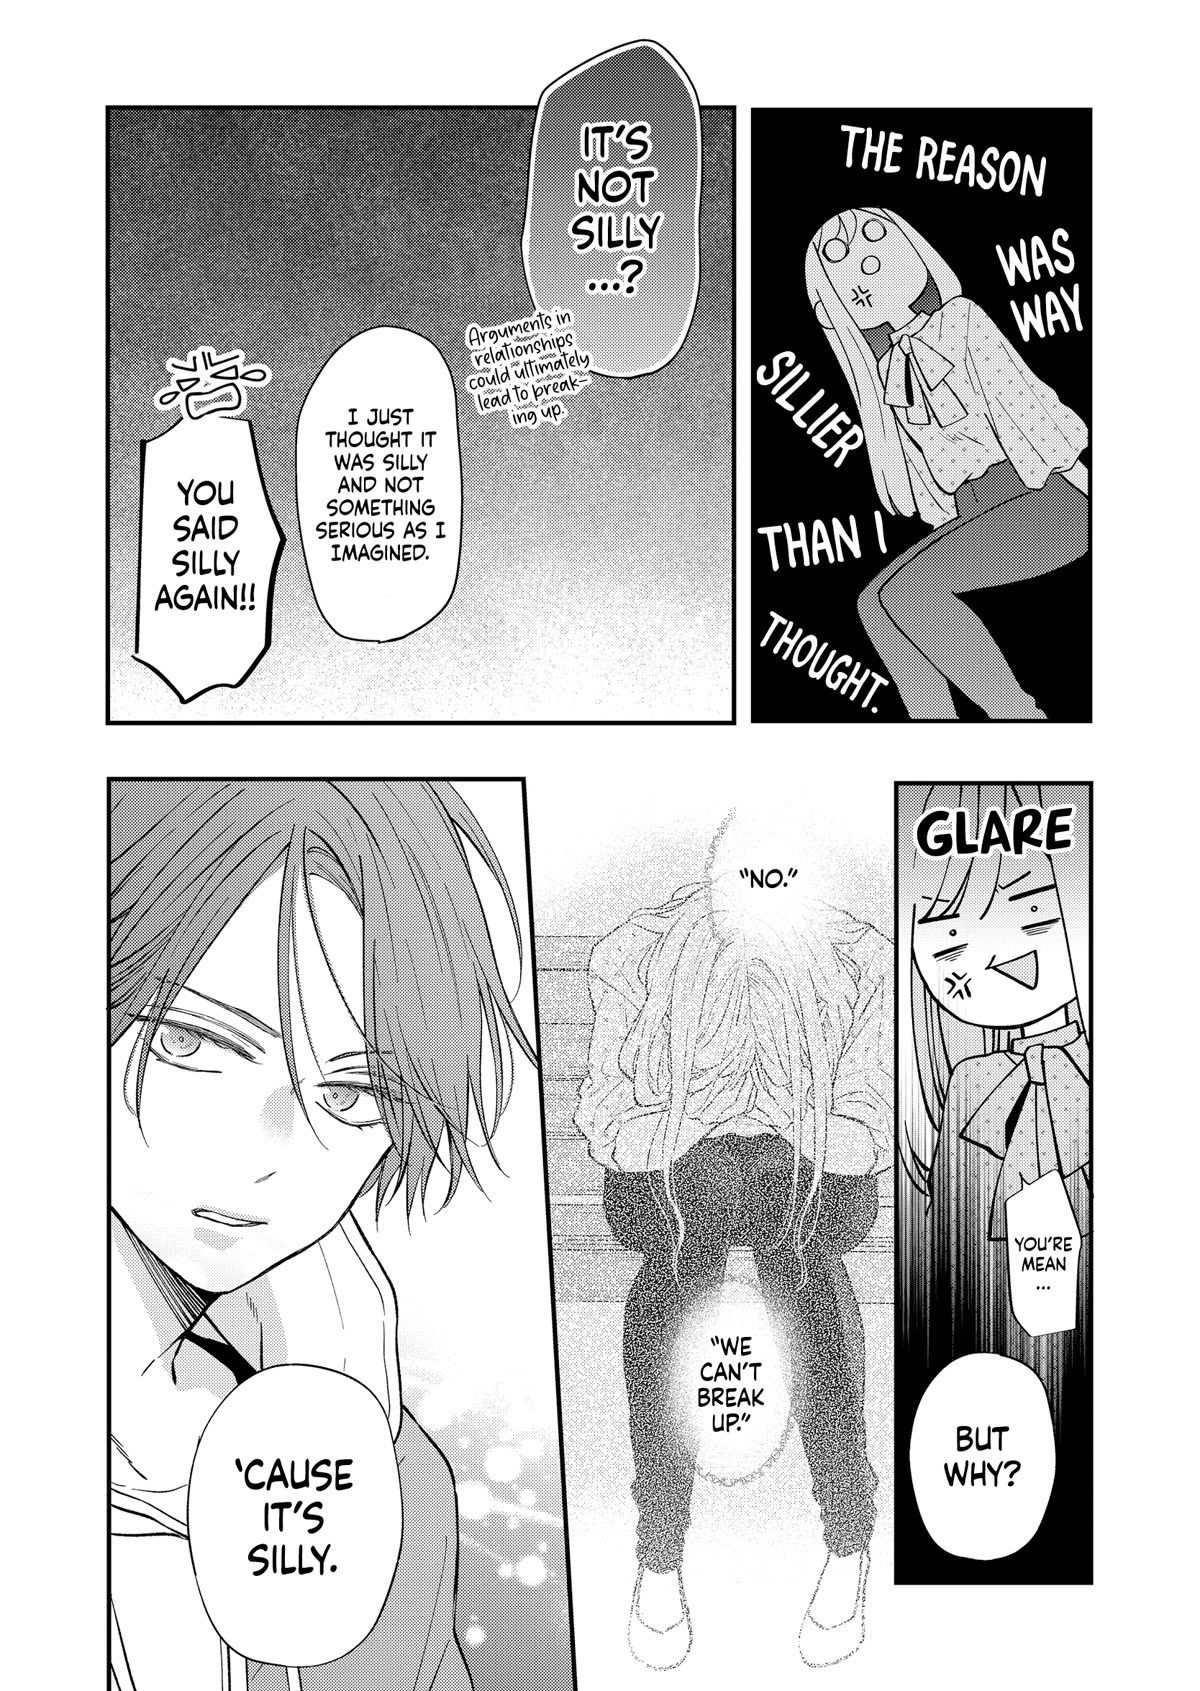 THE REASON
WAS
WAY
SILLIER
THAN I
THOUGHT.
IT'S
NOT
SILLY
...?
Arguments in
relationships
could ultimately
lead to break-
ing up.
I JUST
THOUGHT IT
WAS SILLY
AND NOT
SOMETHING
SERIOUS AS I
IMAGINED.
YOU
SAID
SILLY
AGAIN!!
GLARE
YOU'RE
MEAN
...
BUT
WHY?
"NO."
"WE
CAN'T
BREAK
UP."
'CAUSE
IT'S
SILLY.